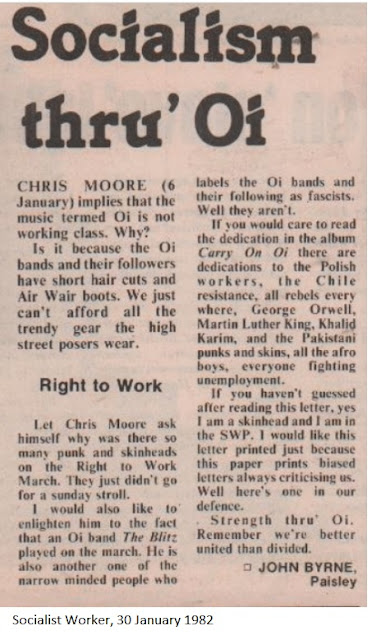 Socialism
thru' Oi
CHRIS MOORE (6
January) implies that the
music termed Oi is not
working class. Why?
Is it because the Oi
bands and their followers
have short hair cuts and
Air Wair boots. We just
can't afford all the
trendy gear the high
street posers wear.
Right to Work
Let Chris Moore ask
himself why was there so
many punk and skinheads
on the Right to Work
March. They just didn't go
for a sunday stroll.
I would also like to
enlighten him to the fact
that an Oi band The Blitz
played on the march. He is
also another one of the
narrow minded people who
labels the Oi bands and
their following as fascists.
Well they aren't.
If you would care to read
the dedication in the album
Carry On Oi there are
dedications to the Polish
workers, the Chile
resistance, all rebels every
where, George Orwell,
Martin Luther King, Khalid
Karim, and the Pakistani
punks and skins, all the afro
boys, everyone fighting
unemployment.
If you haven't guessed
after reading this letter, yes
I am a skinhead and I am in
the SWP. I would like this
letter printed just because
this paper prints biased
letters always criticising us.
Well here's one in our
defence.
Strength thru' Oi.
Remember we're better
united than divided.
□ JOHN BYRNE,
Paisley
Socialist Worker, 30 January 1982